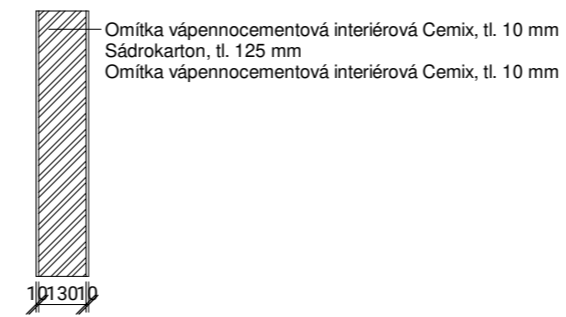 Omítka vápennocementová interiérová Cemix, tl. 10 mm
Sádrokarton, tl. 125 mm
Omítka vápennocementová interiérová Cemix, tl. 10 mm
10 130 10